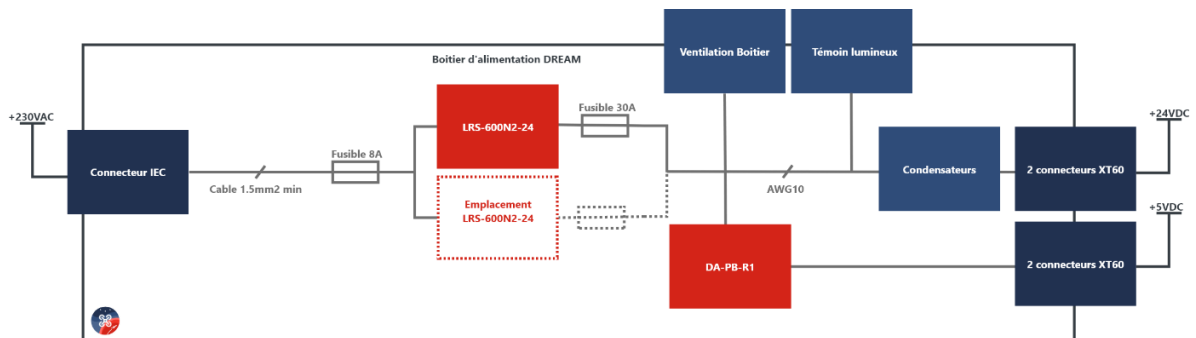 Boitier d'alimentation DREAM
Ventilation Boitier
Témoin lumineux
+230VAC
Connecteur IEC
Cable 1.5mm2 min
Fusible 8A
LRS-600N2-24
Fusible 30A
Emplacement
LRS-600N2-24
AWG10
Condensateurs
2 connecteurs XT60
+24VDC
DA-PB-R1
2 connecteurs XT60
+5VDC